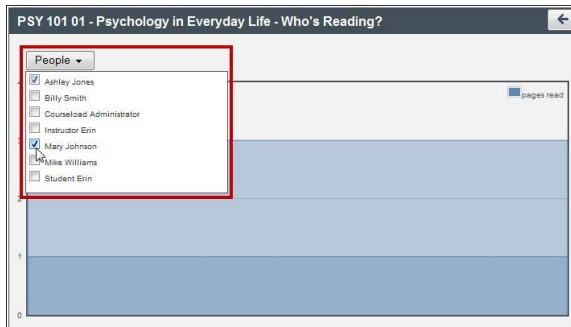 PSY 101 01 - Psychology in Everyday Life - Who's Reading?
People
Ashley Jones
Billy Smith
Courseload Administrator
Instructor Erin
Mary Johnson
Mike Williams
Student Erin
pages read
3
2
1
0